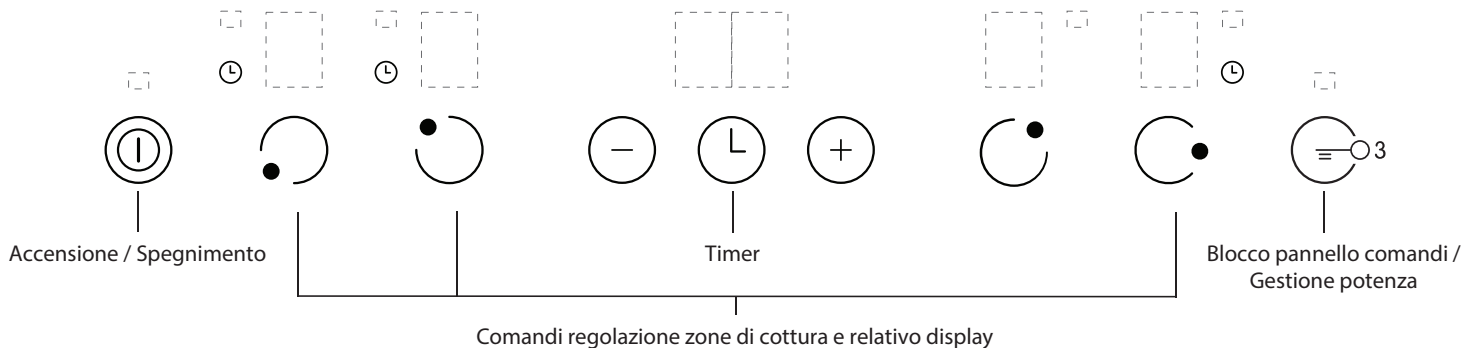 3
Accensione / Spegnimento
Timer
Blocco pannello comandi /
Gestione potenza
Comandi regolazione zone di cottura e relativo display